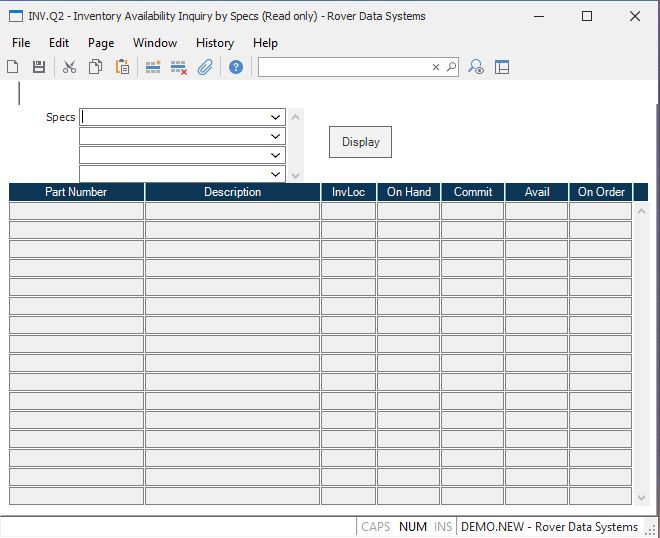 INV.Q2 - Inventory Availability Inquiry by Specs (Read only) - Rover Data Systems
File Edit Page Window History Help
Specs
Display
Part Number Description InvLoc On Hand Commit Avail On Order
CAPS NUM INS DEMO.NEW - Rover Data Systems